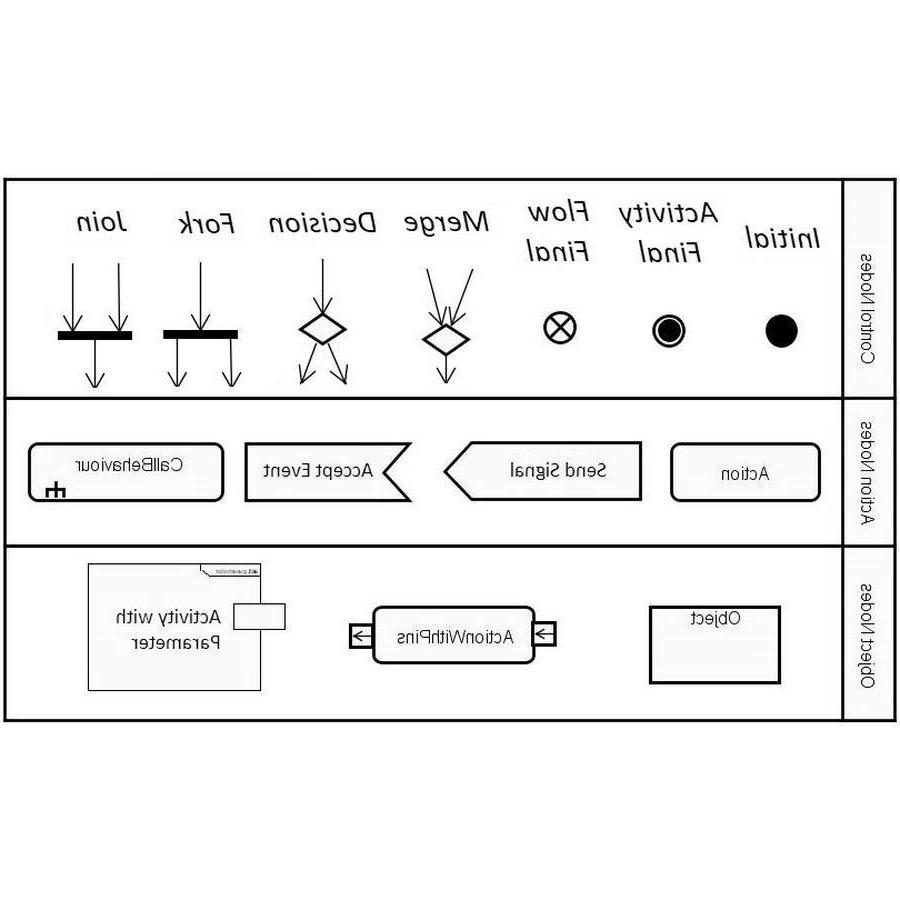 Control Nodes
Initial
Activity
Final
Flow
Final
Merge
Decision
Fork
Join
Action Nodes
Action
Send Signal
Accept Event
CallBehaviour
Object Nodes
Object
ActionWithPins
Activity with
Parameter
act